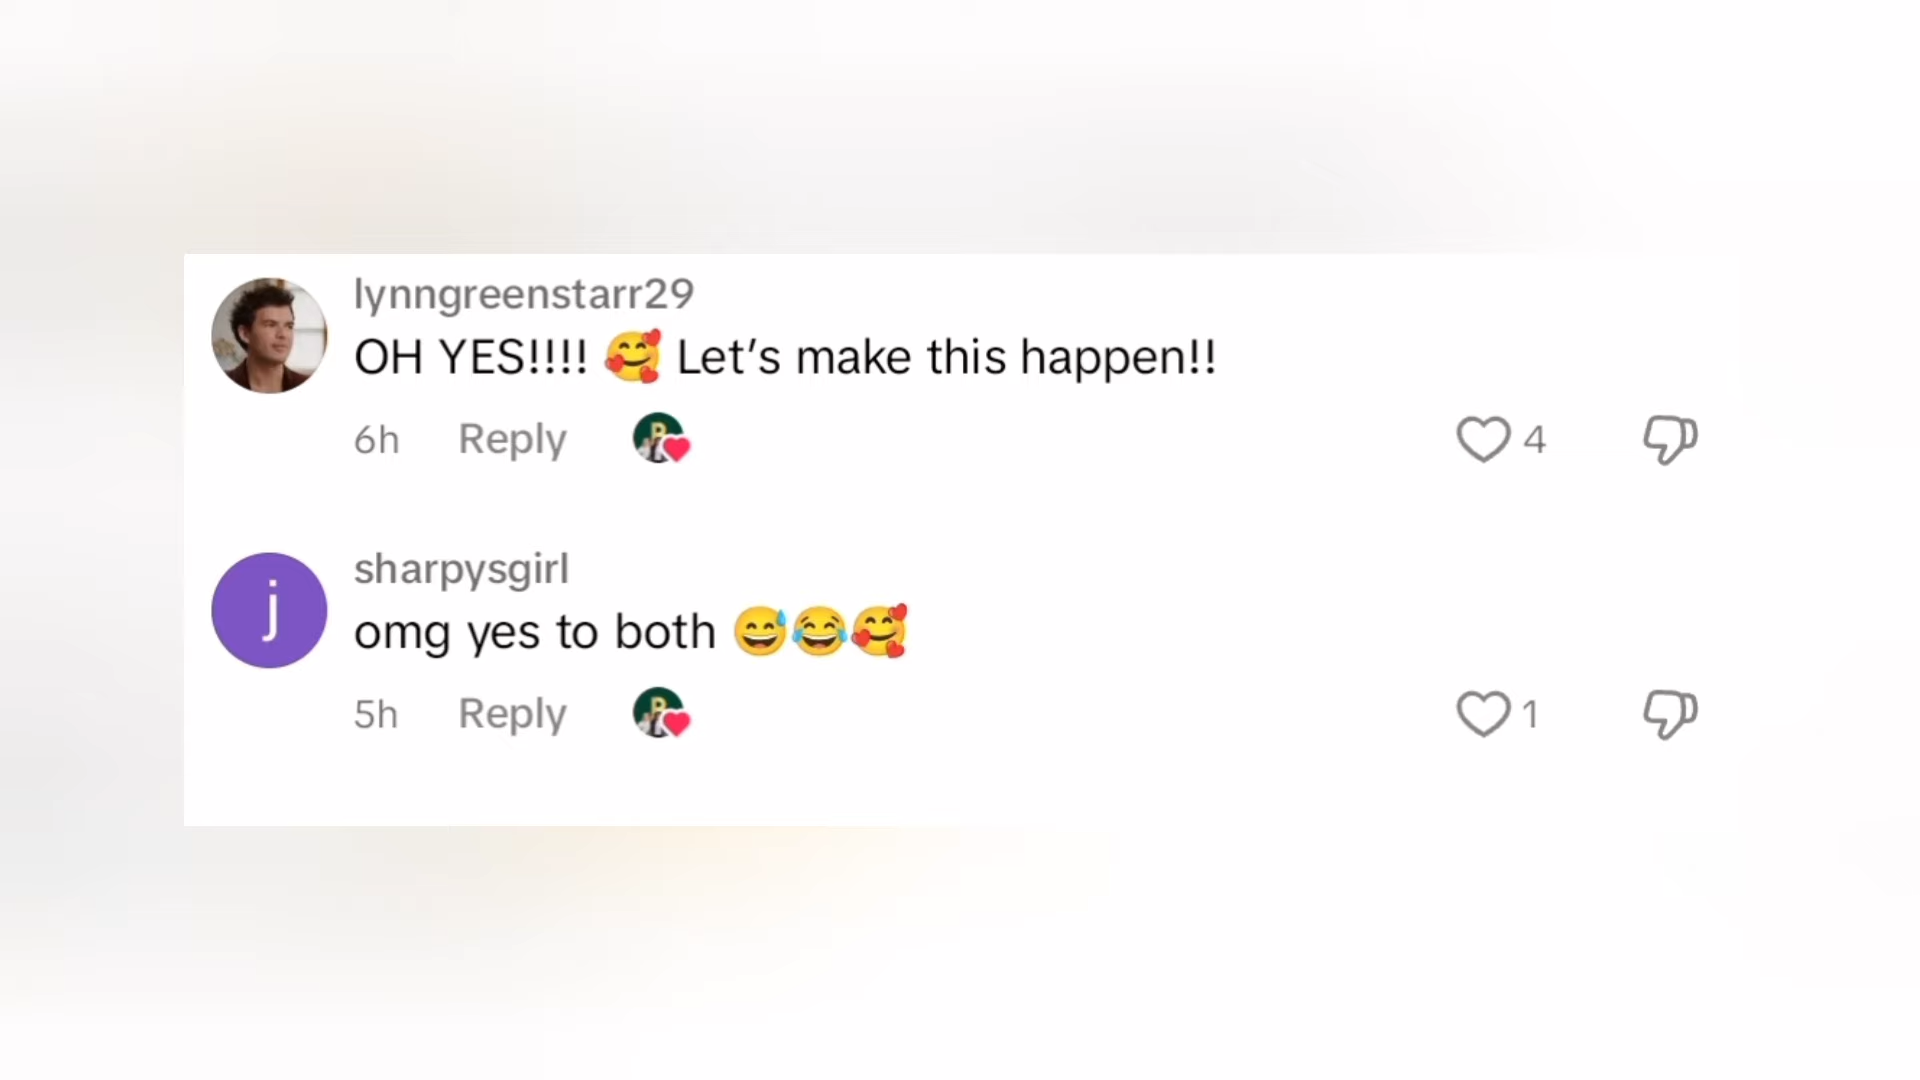 lynngreenstarr29
OH YES!!!! 🥰 Let’s make this happen!!
6h Reply 4
j
sharpysgirl
omg yes to both 😅😂🥰
5h Reply 1